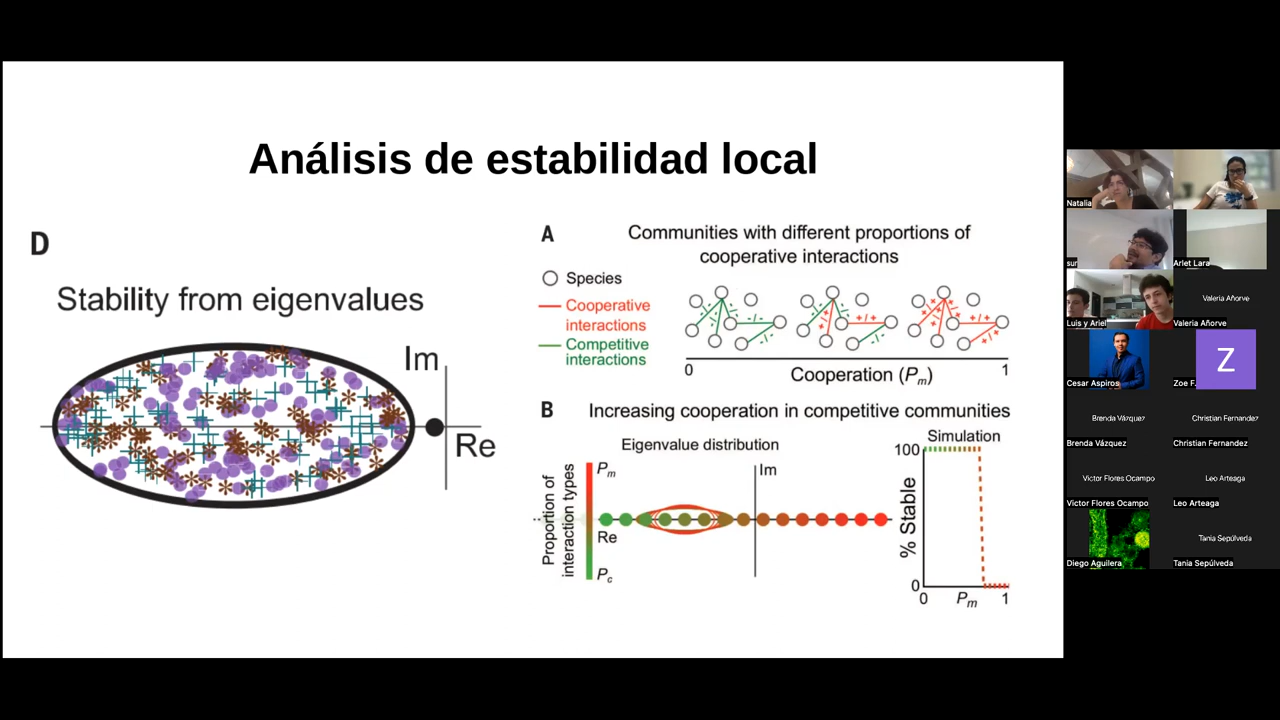 Análisis de estabilidad local
D
Stability from eigenvalues
Im
Re
A
Communities with different proportions of
cooperative interactions
Species
Cooperative
interactions
Competitive
interactions
0
1
Cooperation (Pm)
B
Increasing cooperation in competitive communities
Eigenvalue distribution
Proportion of
interaction types
Pm
Pc
Re
Im
Simulation
100
% Stable
0
0
Pm
1
Natalia
sur
Arlet Lara
Luis y Ariel
Valeria Añorve
Valeria Añorve
Cesar Aspiros
Z
Zoe F.
Brenda Vázquez
Christian Fernandez
Brenda Vázquez
Christian Fernandez
Victor Flores Ocampo
Leo Arteaga
Victor Flores Ocampo
Leo Arteaga
Tania Sepúlveda
Diego Aguilera
Tania Sepúlveda